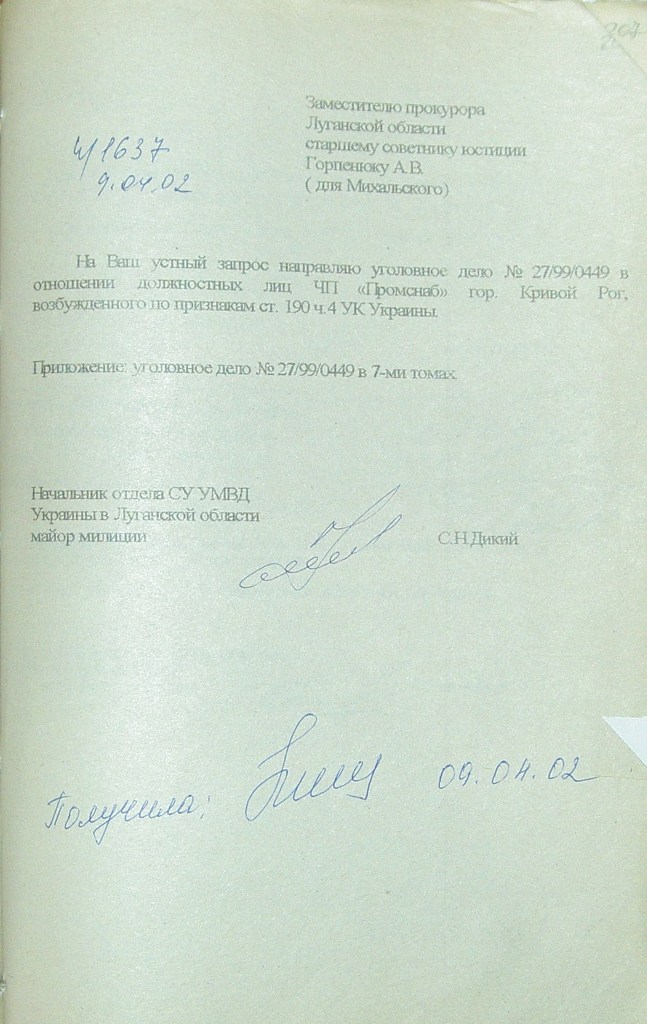 Заместителю прокурора
Луганской области
старшему советнику юстиции
Горпенюку А.В.
( для Михальского)
4/1637
9.04.02
На Ваш устный запрос направляю уголовное дело № 27/99/0449 в
отношении должностных лиц ЧП «Промснаб» гор. Кривой Рог,
возбужденного по признакам ст. 190 ч.4 УК Украины.
Приложение: уголовное дело № 27/99/0449 в 7-ми томах.
Начальник отдела СУ УМВД
Украины в Луганской области
майор милиции
С.Н.Дикий
Получила:
09.04.02